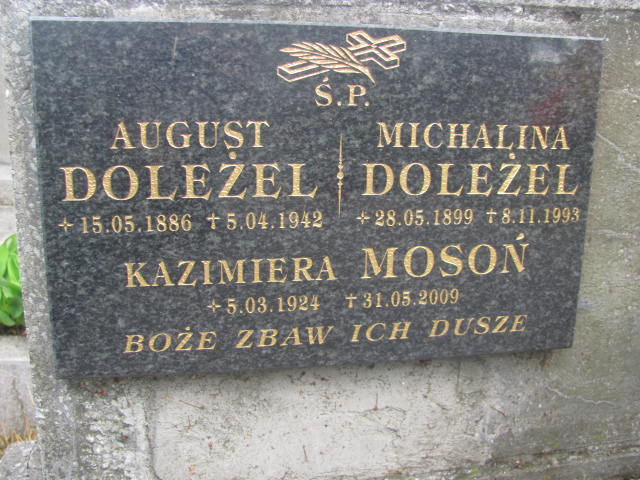 Ś.P.
AUGUST
DOLEŻEL
✢15.05.1886 ✝5.04.1942
MICHALINA
DOLEŻEL
✢28.05.1899 ✝8.11.1993
KAZIMIERA MOSOŃ
✢5.03.1924 ✝31.05.2009
BOŻE ZBAW ICH DUSZE